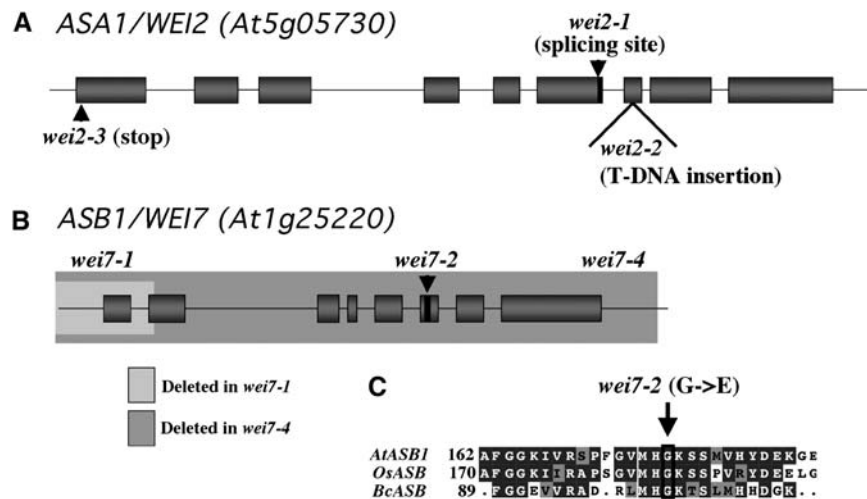 A ASA1/WEI2 (At5g05730)
wei2-1
(splicing site)
wei2-3 (stop)
wei2-2
(T-DNA insertion)
B ASB1/WEI7 (At1g25220)
wei7-1 wei7-2 wei7-4
Deleted in wei7-1
Deleted in wei7-4
C wei7-2 (G->E)
AtASB1 162 AFGGKIVRSPFGVMHGKSSMVHYDEKGE
OsASB 170 AFGGKIIRAPSGVMHGKSSPVRYDEELG
BcASB 89 .FGGEVVRAD.RLMHGKTSLMHHDGK..